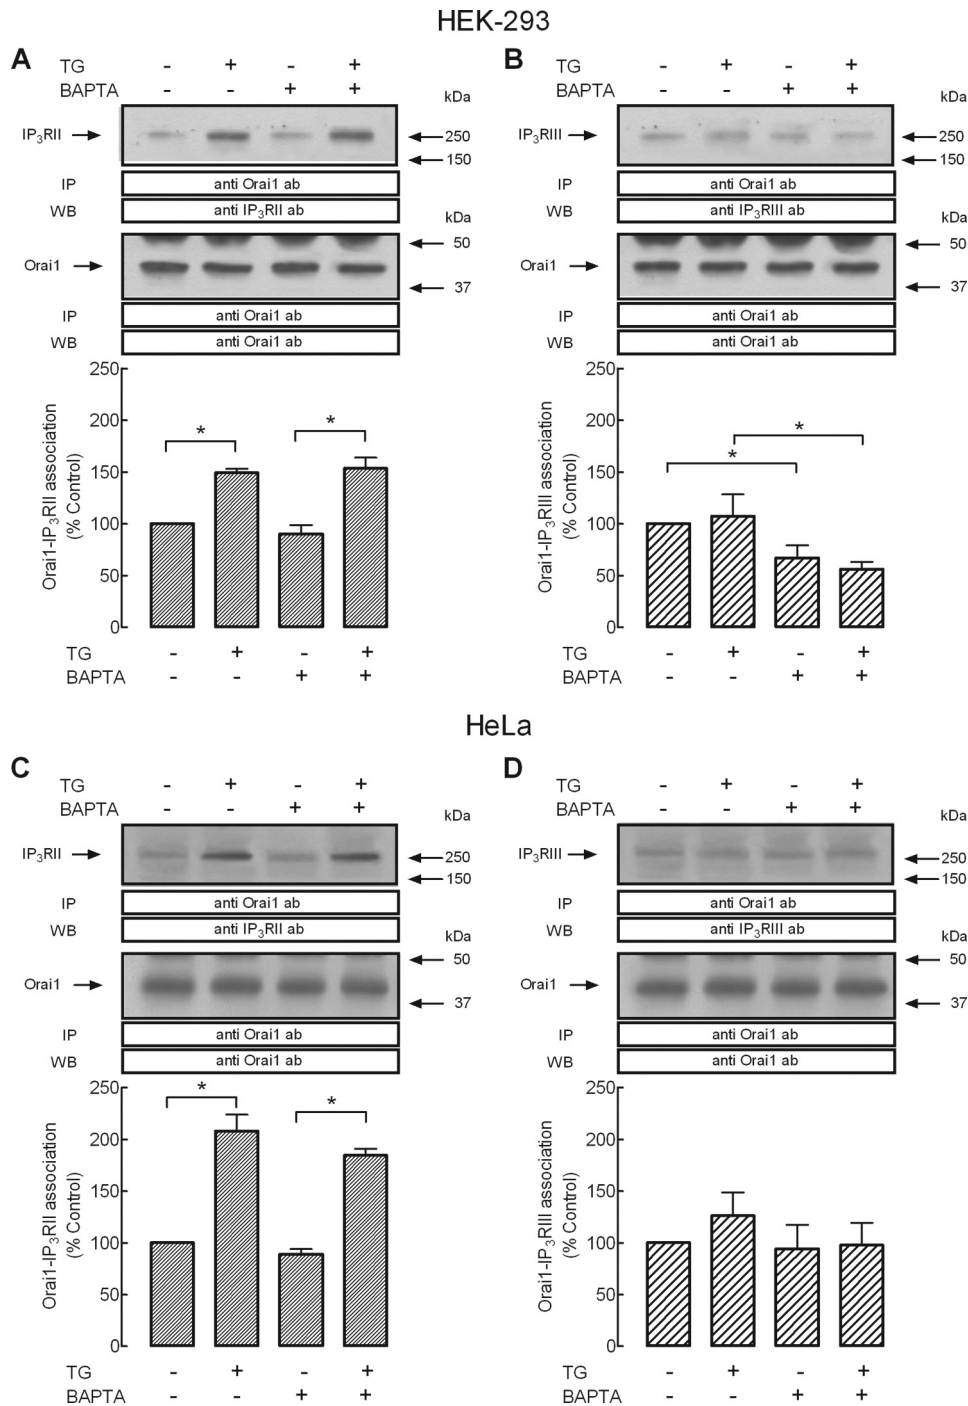 HEK-293
A
TG - + - +
BAPTA - - + +
kDa
IP3RII
250
150
IP anti Orai1 ab
WB anti IP3RII ab
kDa
50
Orai1
37
IP anti Orai1 ab
WB anti Orai1 ab
250
200
150
100
50
0
Orai1-IP3RII association
(% Control)
*
*
TG - + - +
BAPTA - - + +
B
TG - + - +
BAPTA - - + +
kDa
IP3RIII
250
150
IP anti Orai1 ab
WB anti IP3RIII ab
kDa
50
Orai1
37
IP anti Orai1 ab
WB anti Orai1 ab
250
200
150
100
50
0
Orai1-IP3RIII association
(% Control)
*
*
TG - + - +
BAPTA - - + +
HeLa
C
TG - + - +
BAPTA - - + +
kDa
IP3RII
250
150
IP anti Orai1 ab
WB anti IP3RII ab
kDa
50
Orai1
37
IP anti Orai1 ab
WB anti Orai1 ab
250
200
150
100
50
0
Orai1-IP3RII association
(% Control)
*
*
TG - + - +
BAPTA - - + +
D
TG - + - +
BAPTA - - + +
kDa
IP3RIII
250
150
IP anti Orai1 ab
WB anti IP3RIII ab
kDa
50
Orai1
37
IP anti Orai1 ab
WB anti Orai1 ab
250
200
150
100
50
0
Orai1-IP3RIII association
(% Control)
TG - + - +
BAPTA - - + +